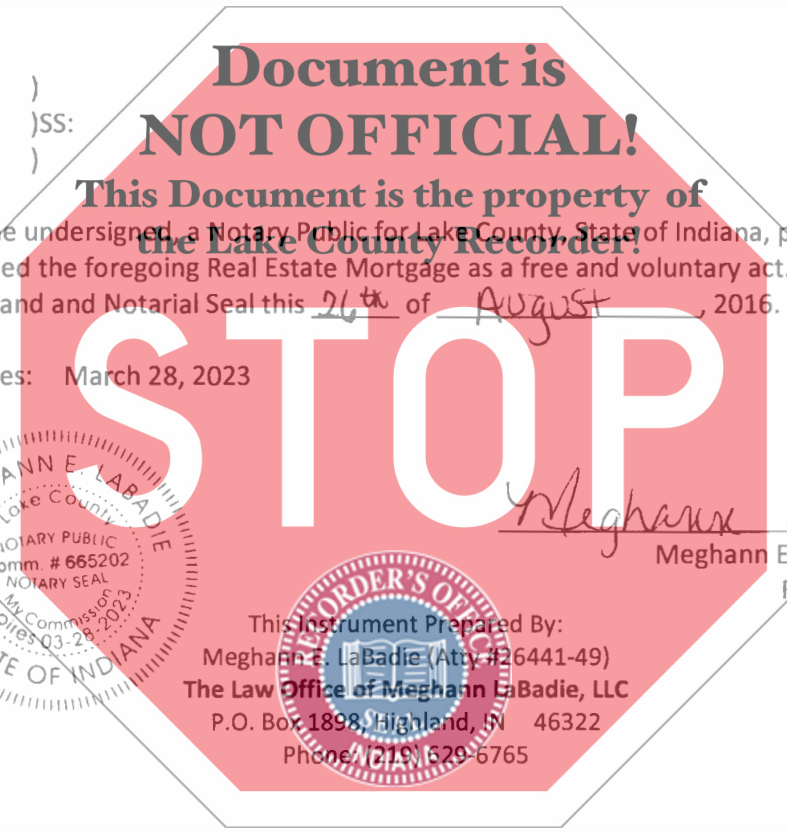 Document is
NOT OFFICIAL!
This Document is the property of
the Lake County Recorder!
)
)SS:
)
e undersigned, a Notary Public for Lake County, State of Indiana, p
ed the foregoing Real Estate Mortgage as a free and voluntary act.
and and Notarial Seal this 26th of August, 2016.
es: March 28, 2023
STOP
ANN E. LABADIE
Lake County
NOTARY PUBLIC
omm. # 665202
NOTARY SEAL
My Commission
pires 03-28-2023
TE OF INDIANA
Meghann
Meghann E
RECORDER'S OFFICE
This Instrument Prepared By:
Meghann E. LaBadie (Atty #26441-49)
The Law Office of Meghann LaBadie, LLC
P.O. Box 1898, Highland, IN 46322
Phone: (219) 629-6765
INDIANA